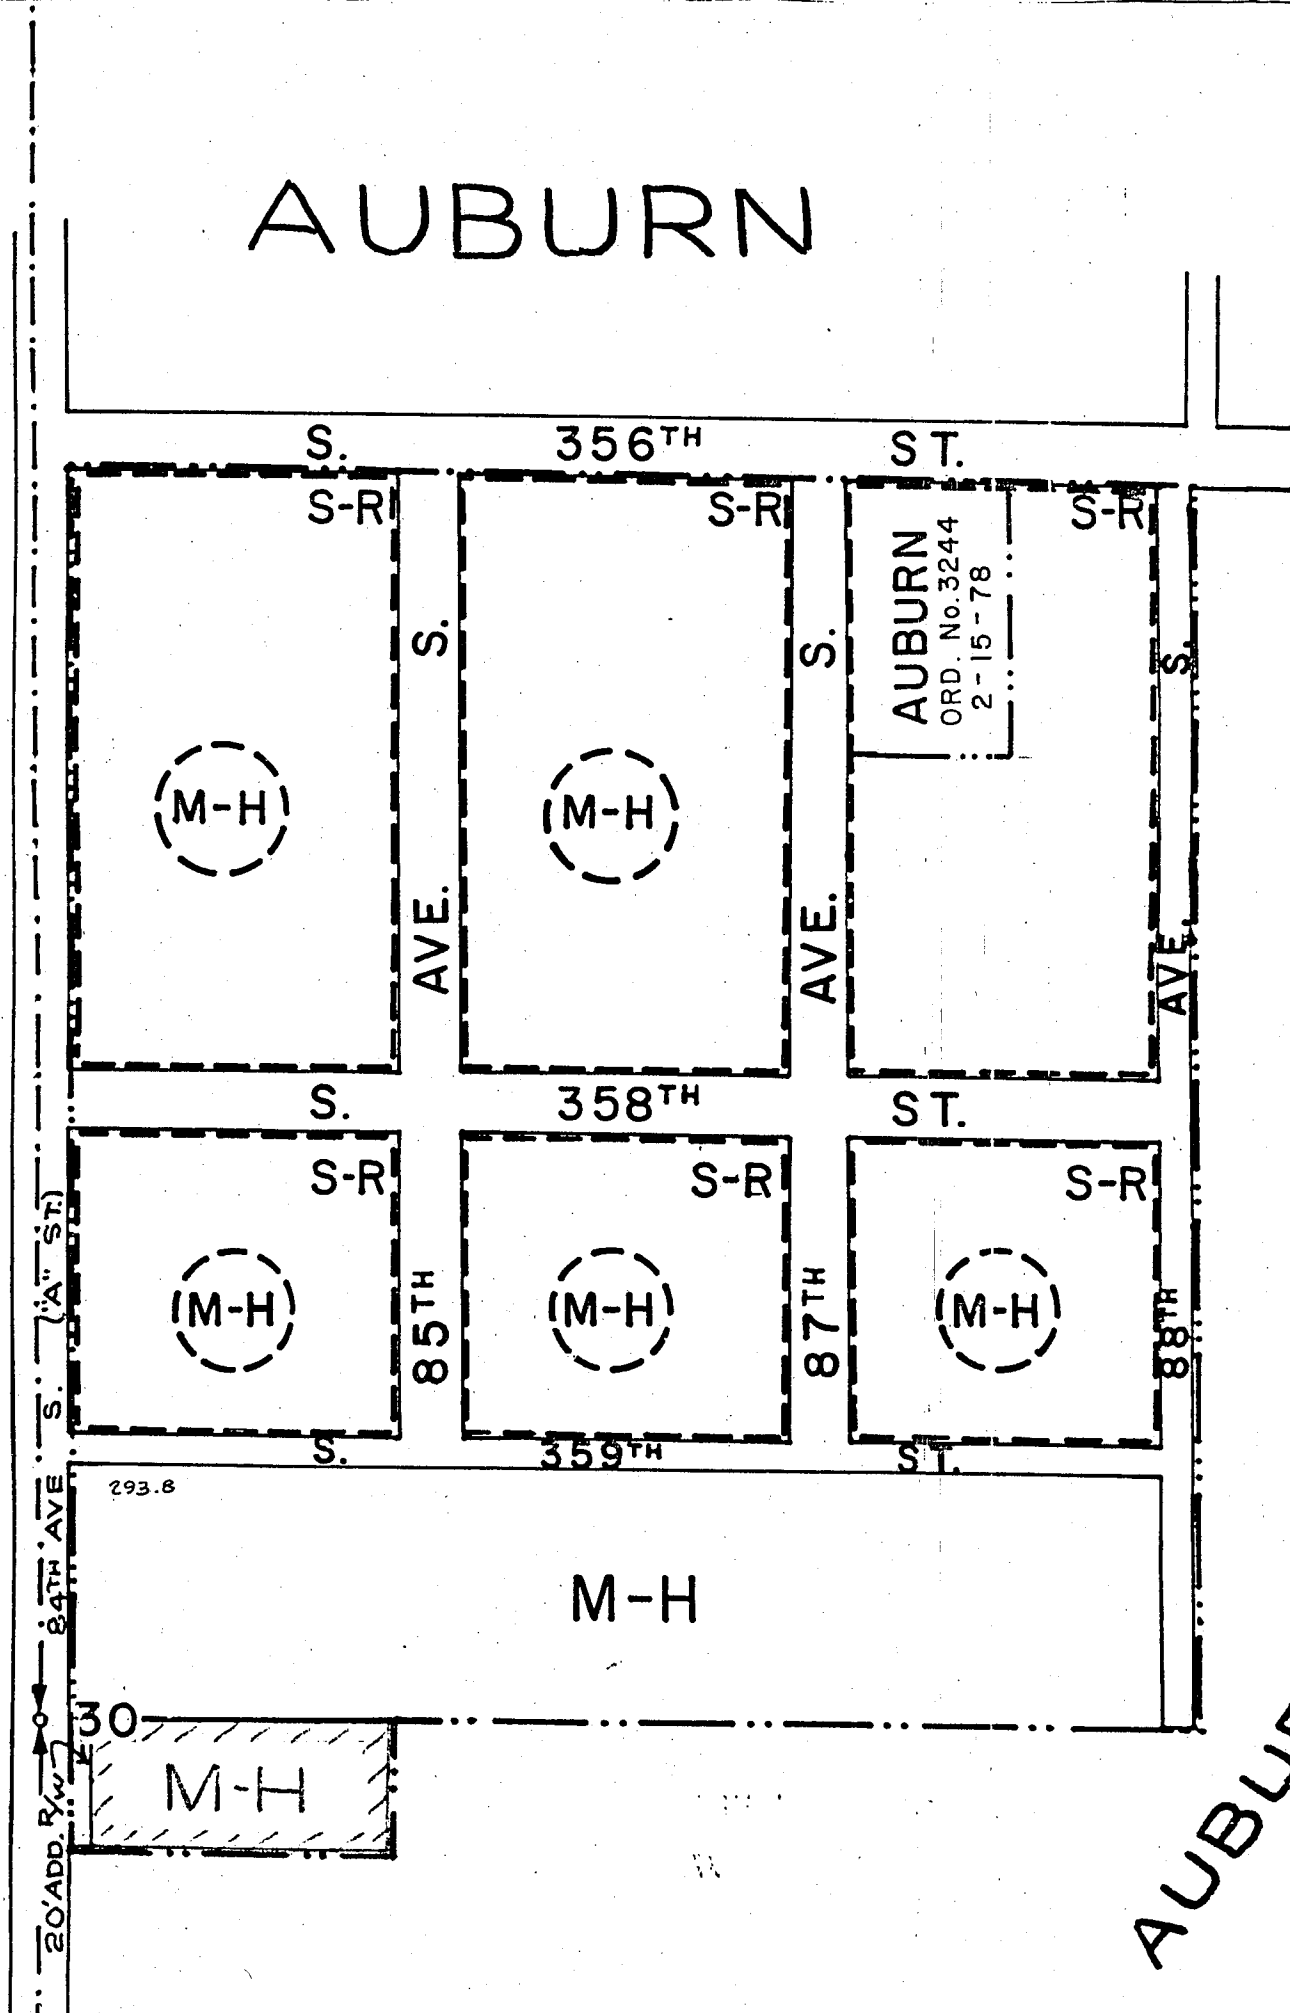 AUBURN
S. 356TH ST.
S-R
S-R
S-R
AUBURN
ORD. No. 3244
2-15-78
M-H
M-H
85TH AVE. S.
87TH AVE. S.
88TH AVE. S.
S. 358TH ST.
S-R
S-R
S-R
M-H
M-H
M-H
84TH AVE S. ("A" ST.)
S. 359TH ST.
293.8
M-H
30
M-H
20' ADD. R/W